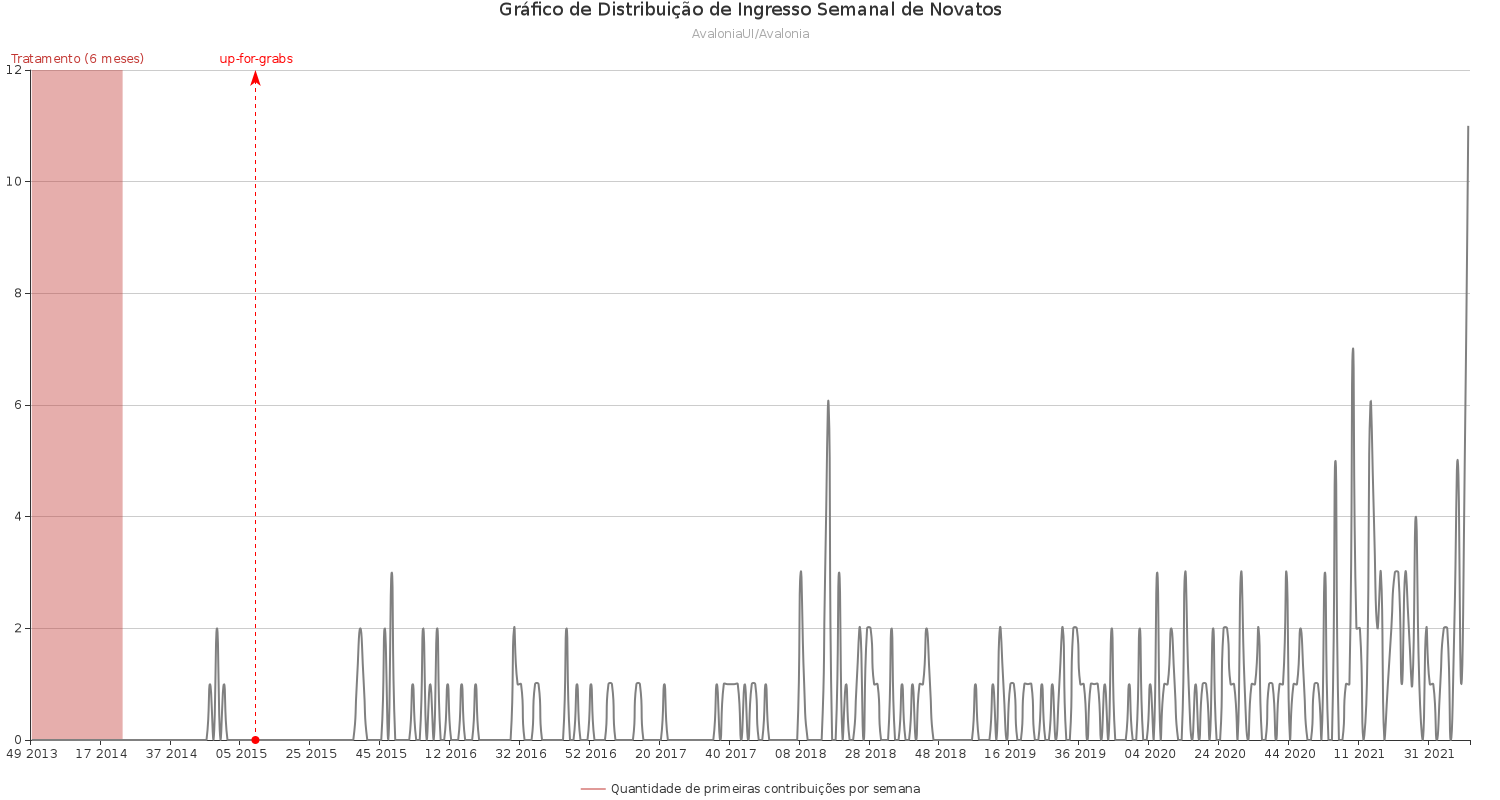 Gráfico de Distribuição de Ingresso Semanal de Novatos
AvaloniaUI/Avalonia
Tratamento (6 meses)
up-for-grabs
12
10
8
6
4
2
0
49 2013 17 2014 37 2014 05 2015 25 2015 45 2015 12 2016 32 2016 52 2016 20 2017 40 2017 08 2018 28 2018 48 2018 16 2019 36 2019 04 2020 24 2020 44 2020 11 2021 31 2021
Quantidade de primeiras contribuições por semana